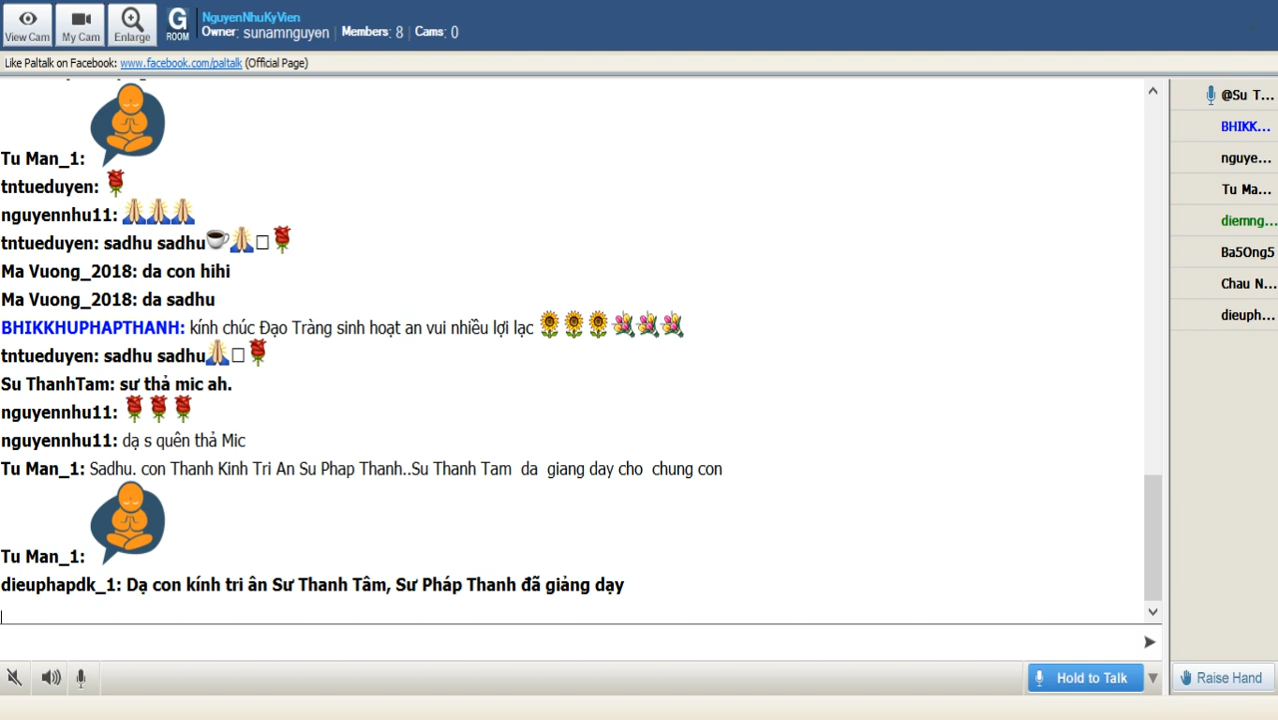 NguyenNhuKyVien
Owner: sunamnguyen | Members: 8 | Cams: 0
View Cam
My Cam
Enlarge
G
ROOM
Like Paltalk on Facebook: www.facebook.com/paltalk (Official Page)
Tu Man_1:
tntueduyen:
nguyennhu11:
tntueduyen: sadhu sadhu
Ma Vuong_2018: da con hihi
Ma Vuong_2018: da sadhu
BHIKKHUPHAPTHANH: kính chúc Đạo Tràng sinh hoạt an vui nhiều lợi lạc
tntueduyen: sadhu sadhu
Su ThanhTam: sư thả mic ah.
nguyennhu11:
nguyennhu11: dạ s quên thả Mic
Tu Man_1: Sadhu. con Thanh Kinh Tri An Su Phap Thanh..Su Thanh Tam da giang day cho chung con
Tu Man_1:
dieuphapdk_1: Dạ con kính tri ân Sư Thanh Tâm, Sư Pháp Thanh đã giảng dạy
@Su T...
BHIKK...
nguye...
Tu Ma...
diemng...
Ba5Ong5
Chau N...
dieuph...
Hold to Talk
Raise Hand